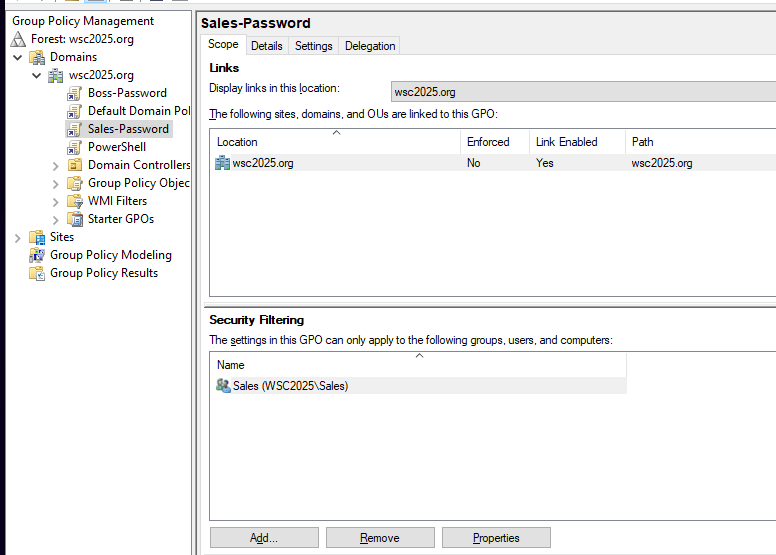 Group Policy Management
Forest: wsc2025.org
Domains
wsc2025.org
Boss-Password
Default Domain Pol
Sales-Password
PowerShell
Domain Controllers
Group Policy Objec
WMI Filters
Starter GPOs
Sites
Group Policy Modeling
Group Policy Results
Sales-Password
Scope Details Settings Delegation
Links
Display links in this location: wsc2025.org
The following sites, domains, and OUs are linked to this GPO:
Location Enforced Link Enabled Path
wsc2025.org No Yes wsc2025.org
Security Filtering
The settings in this GPO can only apply to the following groups, users, and computers:
Name
Sales (WSC2025\Sales)
Add... Remove Properties